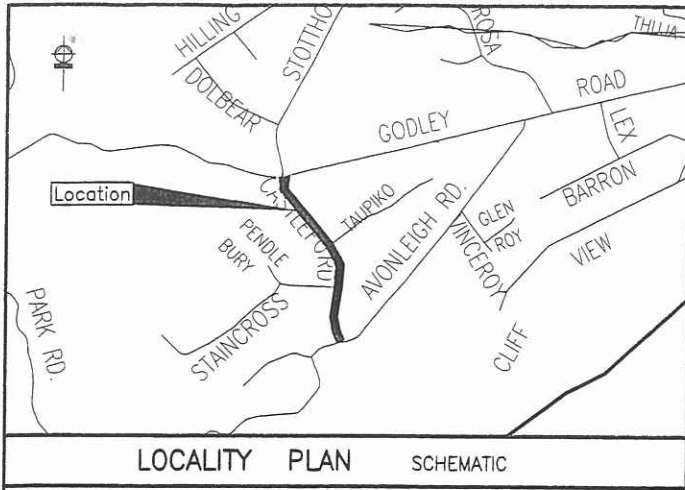 HILLING
STOTTHO
ROSA
THUJA
DOLBEAR
ROAD
GODLEY
LEX
Location
CASTLEFORD
TAUPIKO
BARRON
AVONLEIGH RD.
GLEN
ROY
PENDLE
BURY
VINCEROY
VIEW
PARK RD.
STAINCROSS
CLIFF
LOCALITY PLAN SCHEMATIC